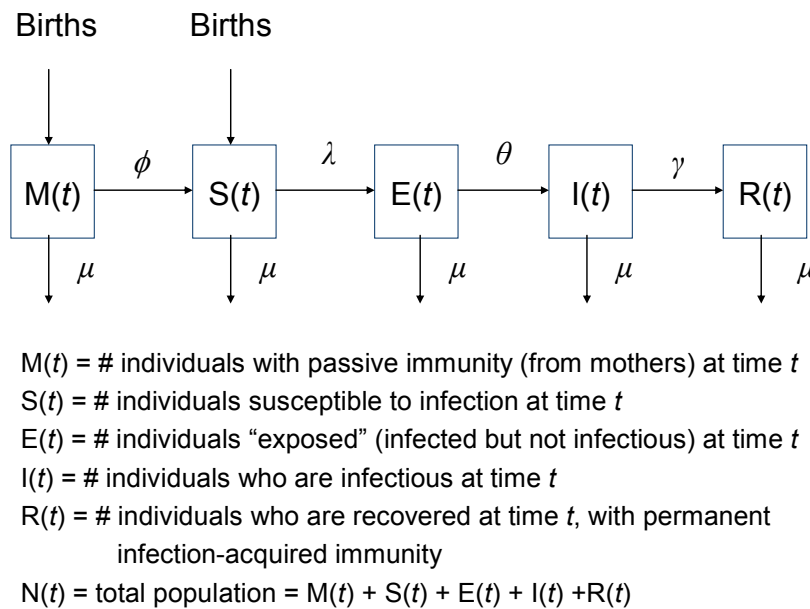 Births Births
ϕ λ θ γ
M(t) S(t) E(t) I(t) R(t)
μ μ μ μ μ
M(t) = # individuals with passive immunity (from mothers) at time t
S(t) = # individuals susceptible to infection at time t
E(t) = # individuals “exposed” (infected but not infectious) at time t
I(t) = # individuals who are infectious at time t
R(t) = # individuals who are recovered at time t, with permanent
infection-acquired immunity
N(t) = total population = M(t) + S(t) + E(t) + I(t) +R(t)